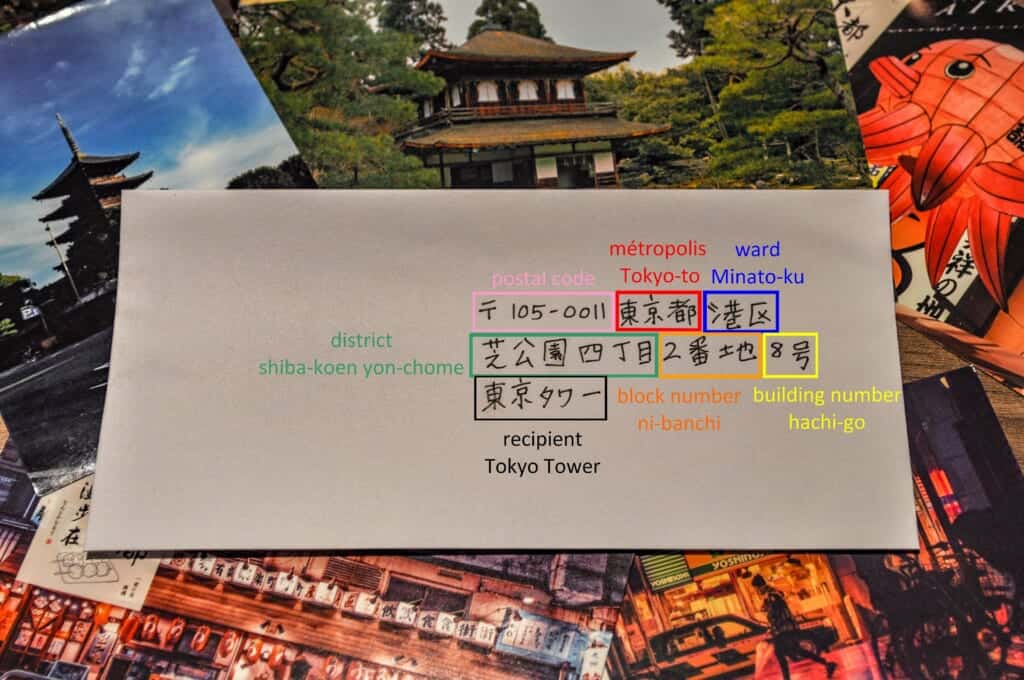 métropolis
Tokyo-to
ward
Minato-ku
postal code
〒105-0011 東京都 港区
district
shiba-koen yon-chome
芝公園四丁目2番土地8号
東京タワー
block number
ni-banchi
building number
hachi-go
recipient
Tokyo Tower
YOSHINOYA